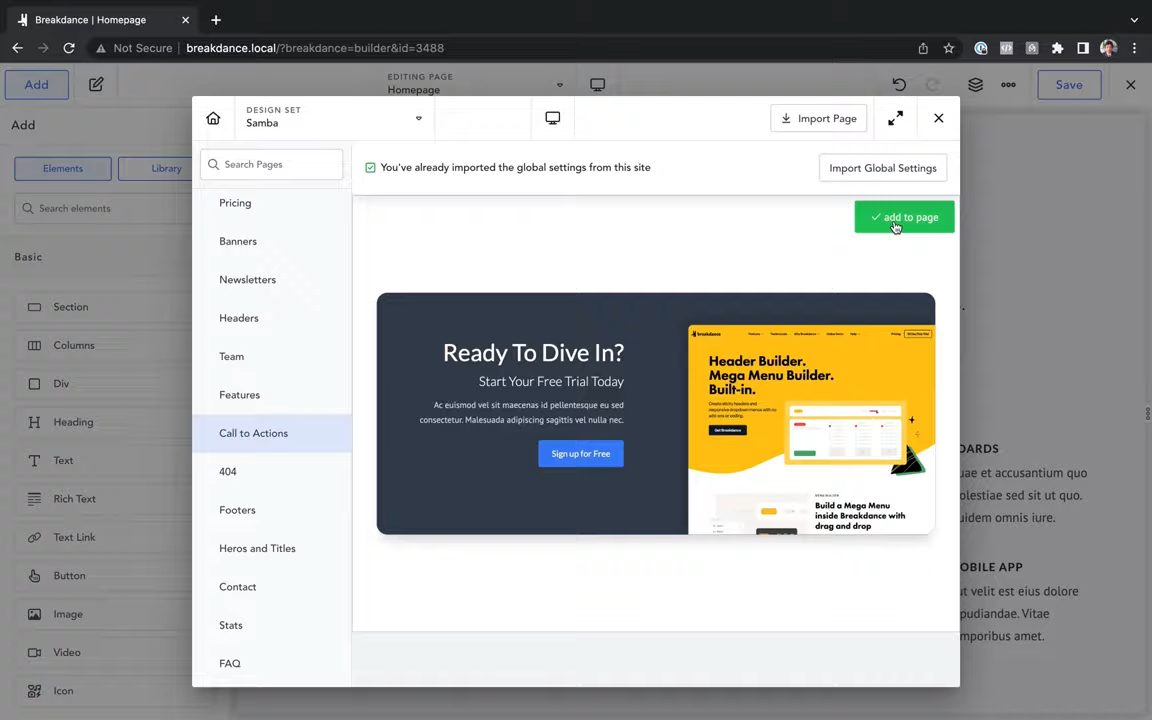 Breakdance | Homepage
Not Secure
breakdance.local/?breakdance=builder&id=3488
Add
EDITING PAGE
Homepage
Save
Add
Elements
Library
Search elements
Basic
Section
Columns
Div
Heading
Text
Rich Text
Text Link
Button
Image
Video
Icon
DESIGN SET
Samba
Import Page
Search Pages
You've already imported the global settings from this site
Import Global Settings
Pricing
Banners
Newsletters
Headers
Team
Features
Call to Actions
404
Footers
Heros and Titles
Contact
Stats
FAQ
add to page
Ready To Dive In?
Start Your Free Trial Today
Ac euismod vel sit maecenas id pellentesque eu sed
consectetur. Malesuada adipiscing sagittis vel nulla nec.
Sign up for Free
breakdance
Header Builder.
Mega Menu Builder.
Built-in.
Get Breakdance
Build a Mega Menu
inside Breakdance with
drag and drop
OARDS
uae et accusantium quo
olestiae sed sit ut quo.
uidem omnis iure.
OBILE APP
ut velit est eius dolore
pudiandae. Vitae
mporibus amet.